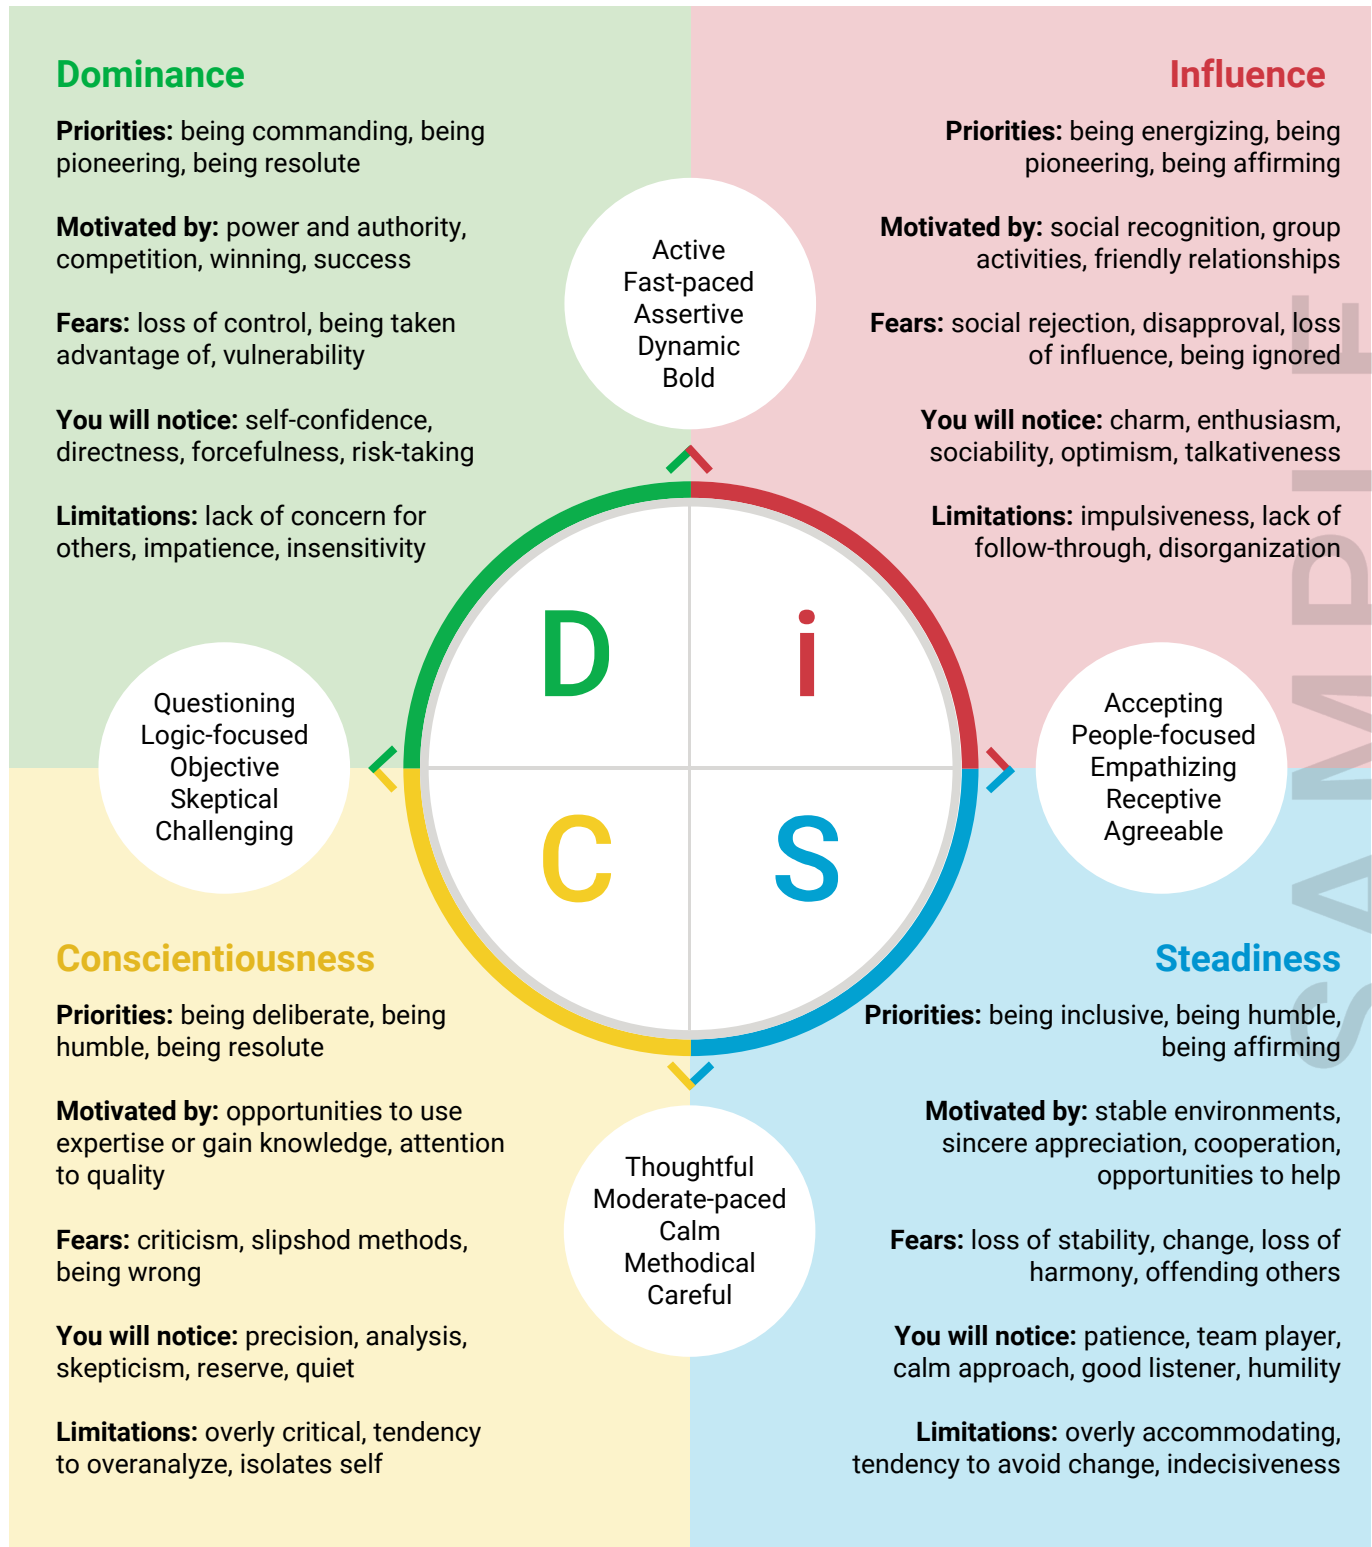 Dominance
Priorities: being commanding, being
pioneering, being resolute
Motivated by: power and authority,
competition, winning, success
Fears: loss of control, being taken
advantage of, vulnerability
You will notice: self-confidence,
directness, forcefulness, risk-taking
Limitations: lack of concern for
others, impatience, insensitivity
Influence
Priorities: being energizing, being
pioneering, being affirming
Motivated by: social recognition, group
activities, friendly relationships
Fears: social rejection, disapproval, loss
of influence, being ignored
You will notice: charm, enthusiasm,
sociability, optimism, talkativeness
Limitations: impulsiveness, lack of
follow-through, disorganization
Active
Fast-paced
Assertive
Dynamic
Bold
D
i
Questioning
Logic-focused
Objective
Skeptical
Challenging
Accepting
People-focused
Empathizing
Receptive
Agreeable
C
S
Conscientiousness
Priorities: being deliberate, being
humble, being resolute
Motivated by: opportunities to use
expertise or gain knowledge, attention
to quality
Fears: criticism, slipshod methods,
being wrong
You will notice: precision, analysis,
skepticism, reserve, quiet
Limitations: overly critical, tendency
to overanalyze, isolates self
Steadiness
Priorities: being inclusive, being humble,
being affirming
Motivated by: stable environments,
sincere appreciation, cooperation,
opportunities to help
Fears: loss of stability, change, loss of
harmony, offending others
You will notice: patience, team player,
calm approach, good listener, humility
Limitations: overly accommodating,
tendency to avoid change, indecisiveness
Thoughtful
Moderate-paced
Calm
Methodical
Careful
SAMPLE